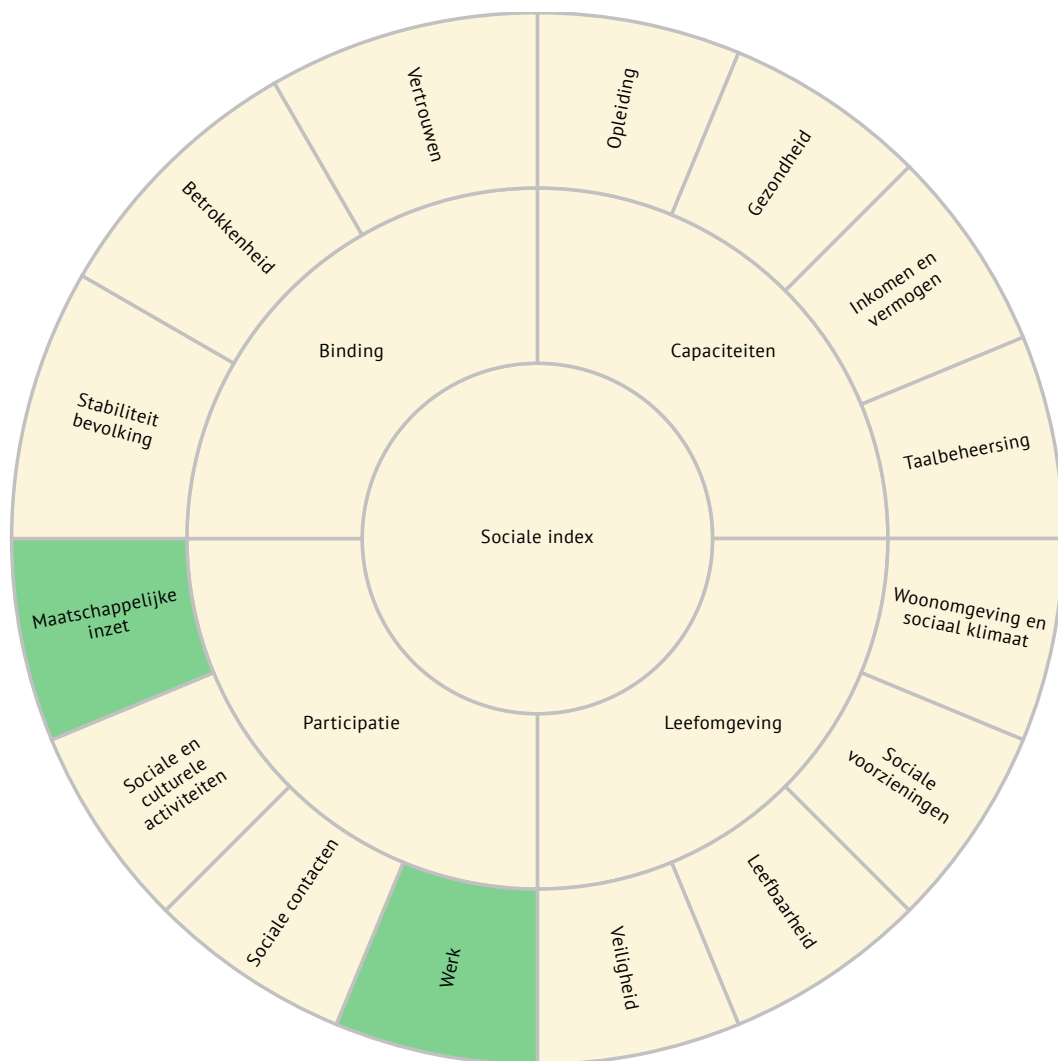 Vertrouwen
Opleiding
Betrokkenheid
Gezondheid
Inkomen en
vermogen
Binding
Capaciteiten
Stabiliteit
bevolking
Taalbeheersing
Sociale index
Maatschappelijke
inzet
Woonomgeving en
sociaal klimaat
Participatie
Leefomgeving
Sociale en
culturele
activiteiten
Sociale
voorzieningen
Sociale contacten
Leefbaarheid
Werk
Veiligheid